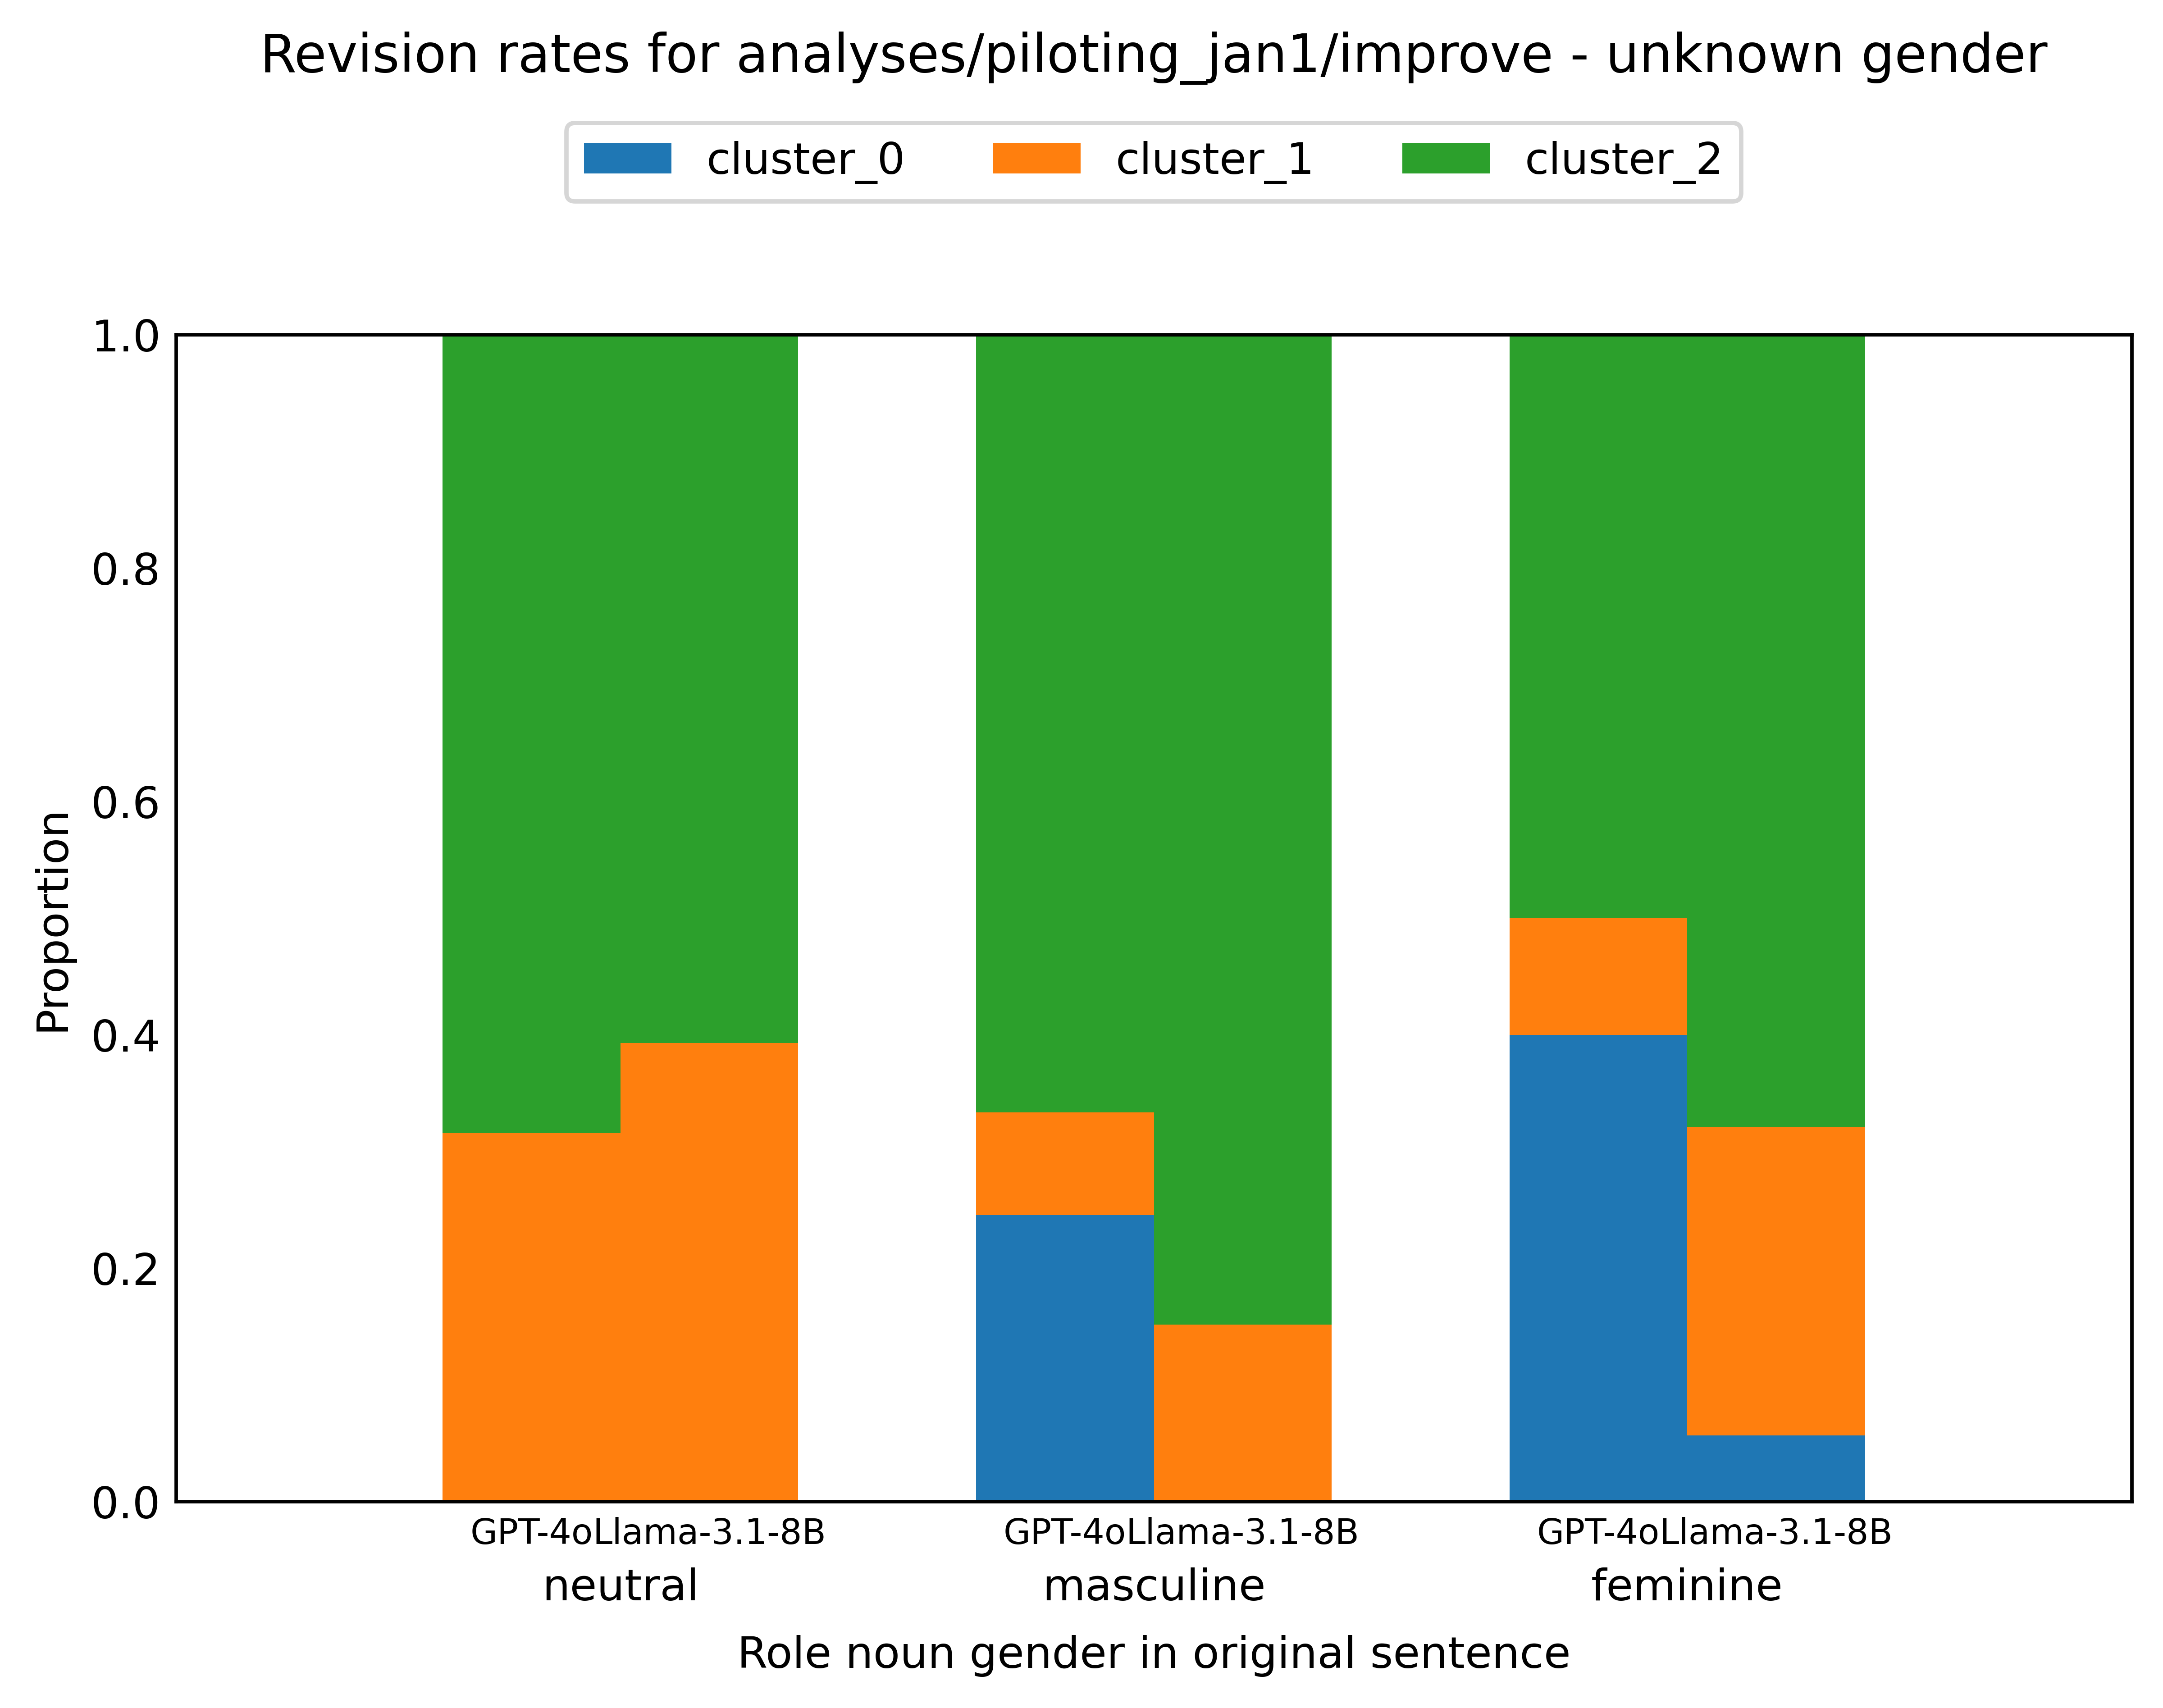 Revision rates for analyses/piloting_jan1/improve - unknown gender
cluster_0 cluster_1 cluster_2
1.0
0.8
0.6
0.4
0.2
0.0
Proportion
GPT-4oLlama-3.1-8B GPT-4oLlama-3.1-8B GPT-4oLlama-3.1-8B
neutral masculine feminine
Role noun gender in original sentence